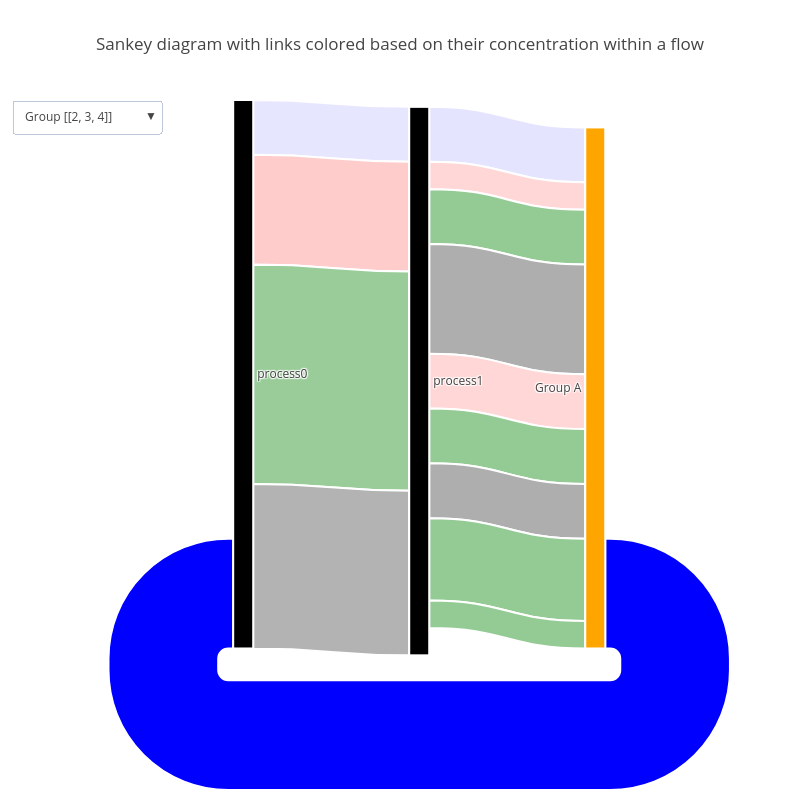 Sankey diagram with links colored based on their concentration within a flow
Group [[2, 3, 4]] ▼
process0
process1
Group A